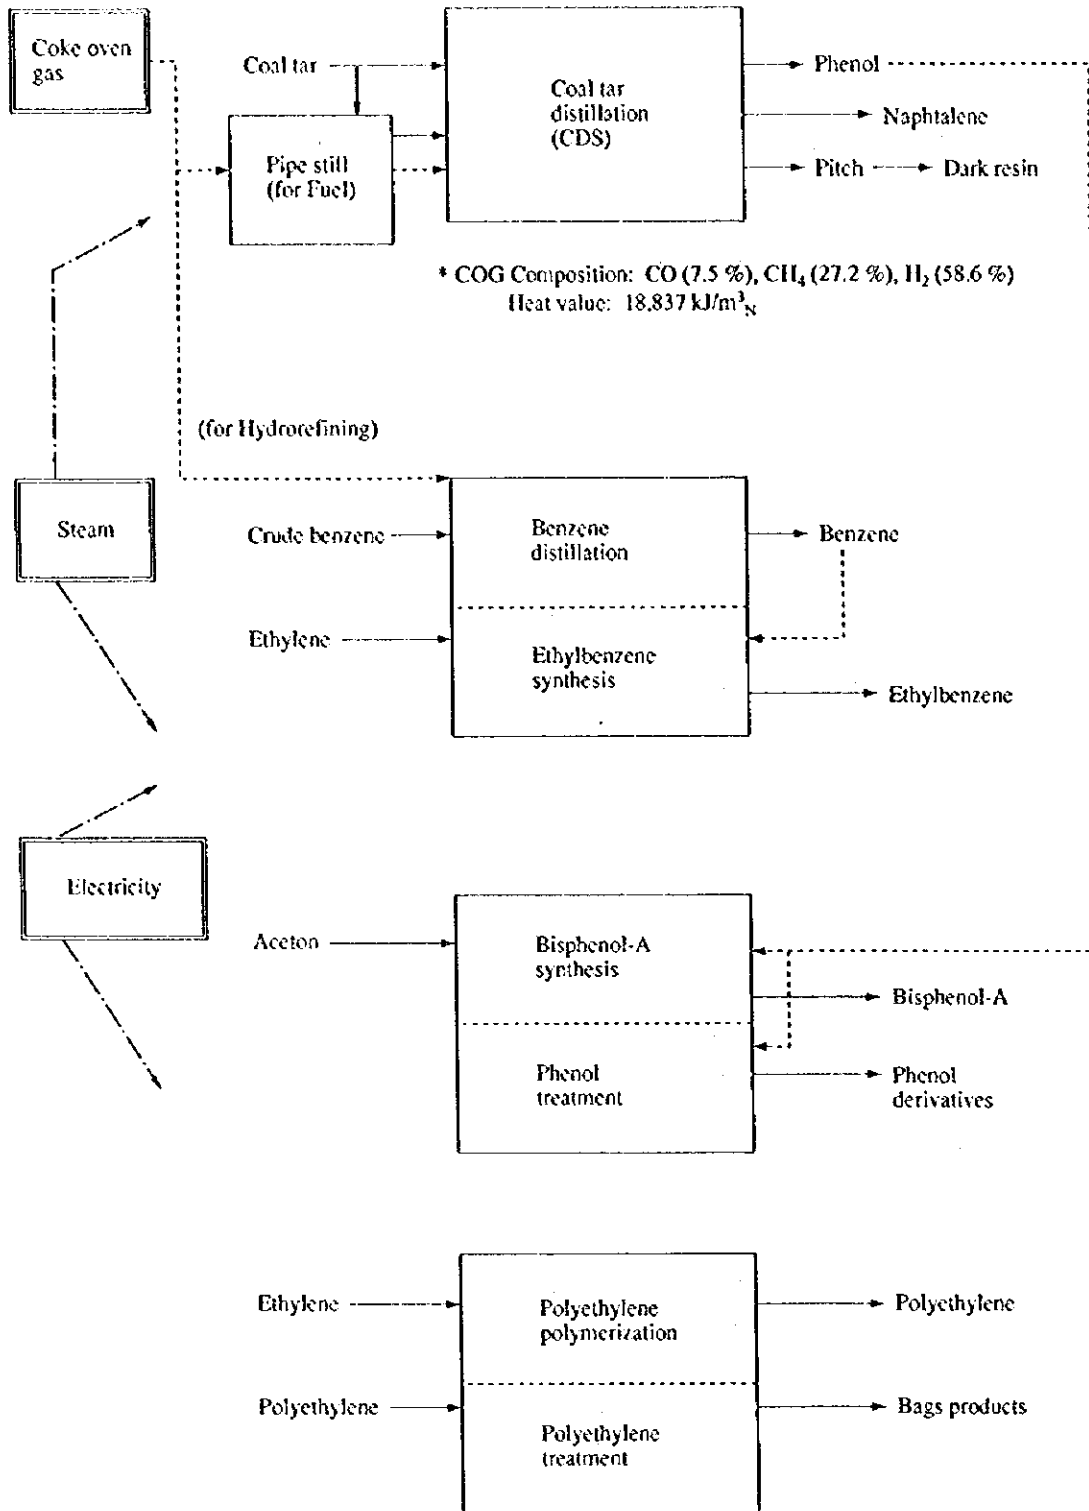 Coke oven
gas
Coal tar
Pipe still
(for Fuel)
Coal tar
distillation
(CDS)
Phenol
Naphtalene
Pitch
Dark resin
* COG Composition: CO (7.5 %), CH₄ (27.2 %), H₂ (58.6 %)
Heat value: 18.837 kJ/m³N
(for Hydrorefining)
Steam
Crude benzene
Benzene
distillation
Benzene
Ethylene
Ethylbenzene
synthesis
Ethylbenzene
Electricity
Aceton
Bisphenol-A
synthesis
Bisphenol-A
Phenol
treatment
Phenol
derivatives
Ethylene
Polyethylene
polymerization
Polyethylene
Polyethylene
Polyethylene
treatment
Bags products